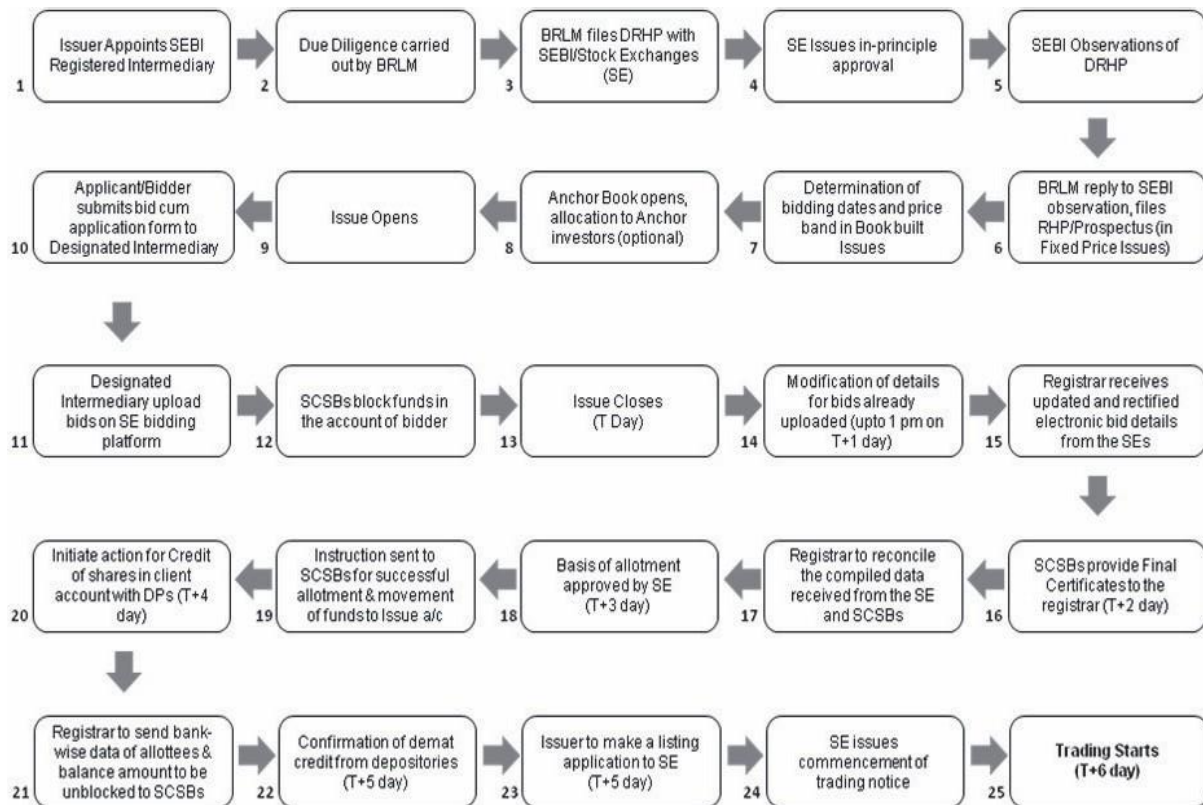 Issuer Appoints SEBI
Registered Intermediary
1
Due Diligence carried
out by BRLM
2
BRLM files DRHP with
SEBI/Stock Exchanges
(SE)
3
SE Issues in-principle
approval
4
SEBI Observations of
DRHP
5
BRLM reply to SEBI
observation, files
RHP/Prospectus (in
Fixed Price Issues)
6
Determination of
bidding dates and price
band in Book built
Issues
7
Anchor Book opens,
allocation to Anchor
investors (optional)
8
Issue Opens
9
Applicant/Bidder
submits bid cum
application form to
Designated Intermediary
10
Designated
Intermediary upload
bids on SE bidding
platform
11
SCSBs block funds in
the account of bidder
12
Issue Closes
(T Day)
13
Modification of details
for bids already
uploaded (upto 1 pm on
T+1 day)
14
Registrar receives
updated and rectified
electronic bid details
from the SEs
15
SCSBs provide Final
Certificates to the
registrar (T+2 day)
16
Registrar to reconcile
the compiled data
received from the SE
and SCSBs
17
Basis of allotment
approved by SE
(T+3 day)
18
Instruction sent to
SCSBs for successful
allotment & movement
of funds to Issue a/c
19
Initiate action for Credit
of shares in client
account with DPs (T+4
day)
20
Registrar to send bank-
wise data of allottees &
balance amount to be
unblocked to SCSBs
21
Confirmation of demat
credit from depositories
(T+5 day)
22
Issuer to make a listing
application to SE
(T+5 day)
23
SE issues
commencement of
trading notice
24
Trading Starts
(T+6 day)
25